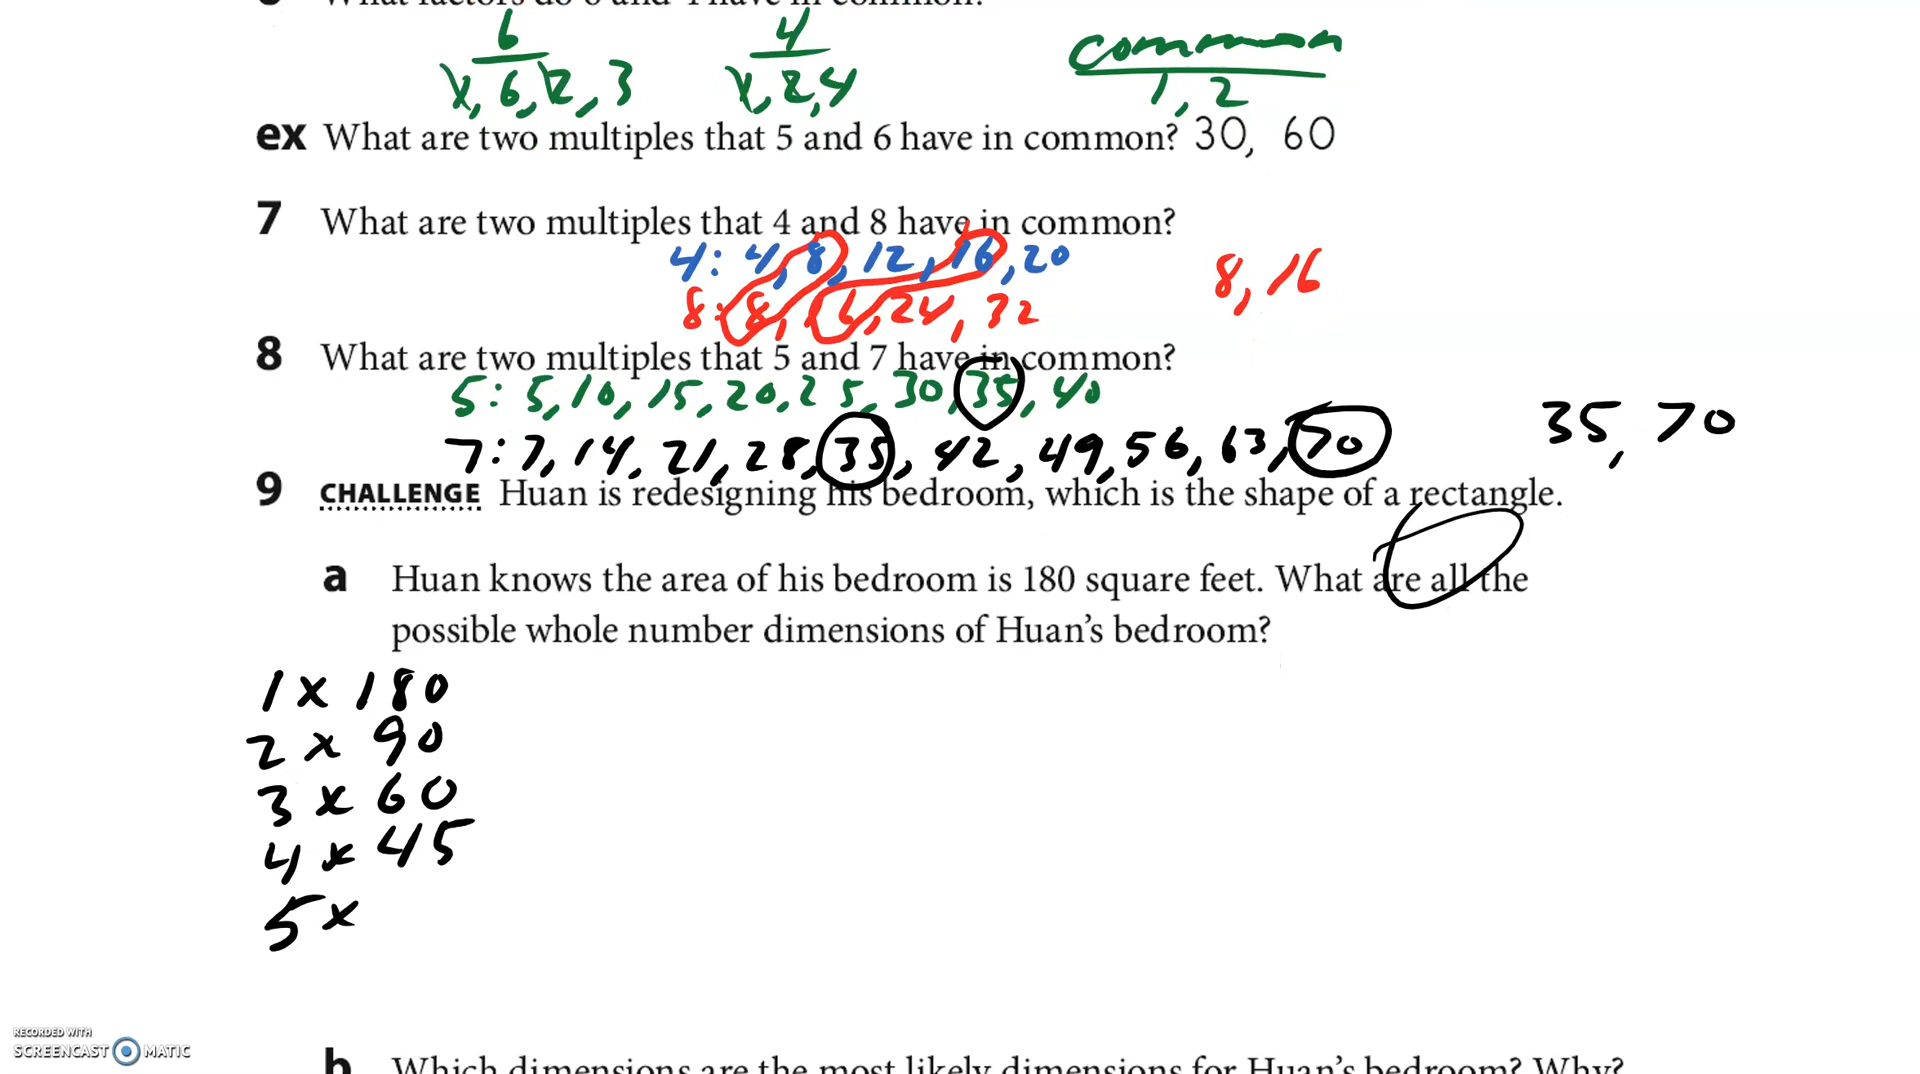 What factors do 6 and 4 have in common?
6 4 common
1, 6, 2, 3 1, 2, 4 1, 2
ex What are two multiples that 5 and 6 have in common? 30, 60
7 What are two multiples that 4 and 8 have in common?
4: 4, 8, 12, 16, 20
8: 8, 16, 24, 32 8, 16
8 What are two multiples that 5 and 7 have in common?
5: 5, 10, 15, 20, 25, 30, 35, 40
7: 7, 14, 21, 28, 35, 42, 49, 56, 63, 70 35, 70
9 CHALLENGE Huan is redesigning his bedroom, which is the shape of a rectangle.
a Huan knows the area of his bedroom is 180 square feet. What are all the
possible whole number dimensions of Huan’s bedroom?
1 x 180
2 x 90
3 x 60
4 x 45
5 x
RECORDED WITH
SCREENCAST MATIC
b Which dimensions are the most likely dimensions for Huan’s bedroom? Why?